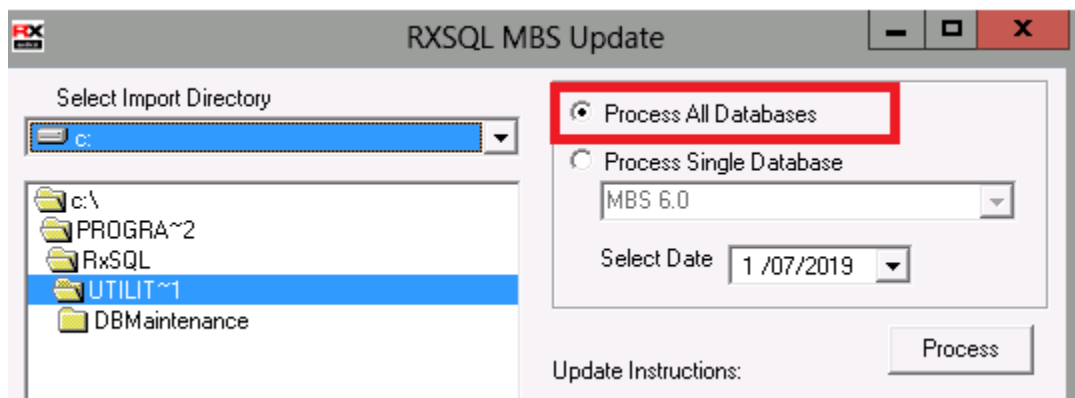 RX
RXSQL MBS Update
Select Import Directory
c:
c:\
PROGRA~2
RxSQL
UTILIT~1
DBMaintenance
Process All Databases
Process Single Database
MBS 6.0
Select Date 1 /07/2019
Process
Update Instructions: